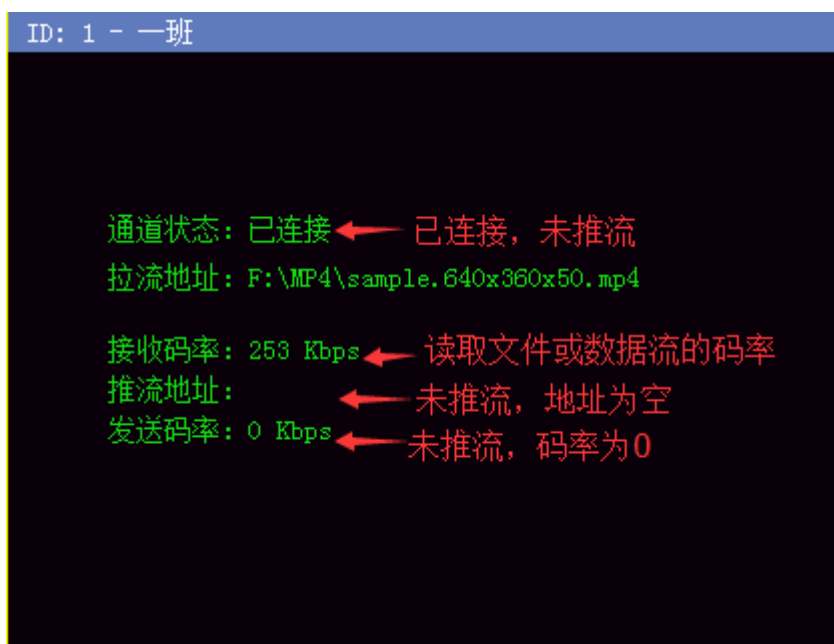 ID: 1 - 一班
通道状态: 已连接 已连接，未推流
拉流地址: F:\MP4\sample.640x360x50.mp4
接收码率: 253 Kbps 读取文件或数据流的码率
推流地址: 未推流，地址为空
发送码率: 0 Kbps 未推流，码率为0